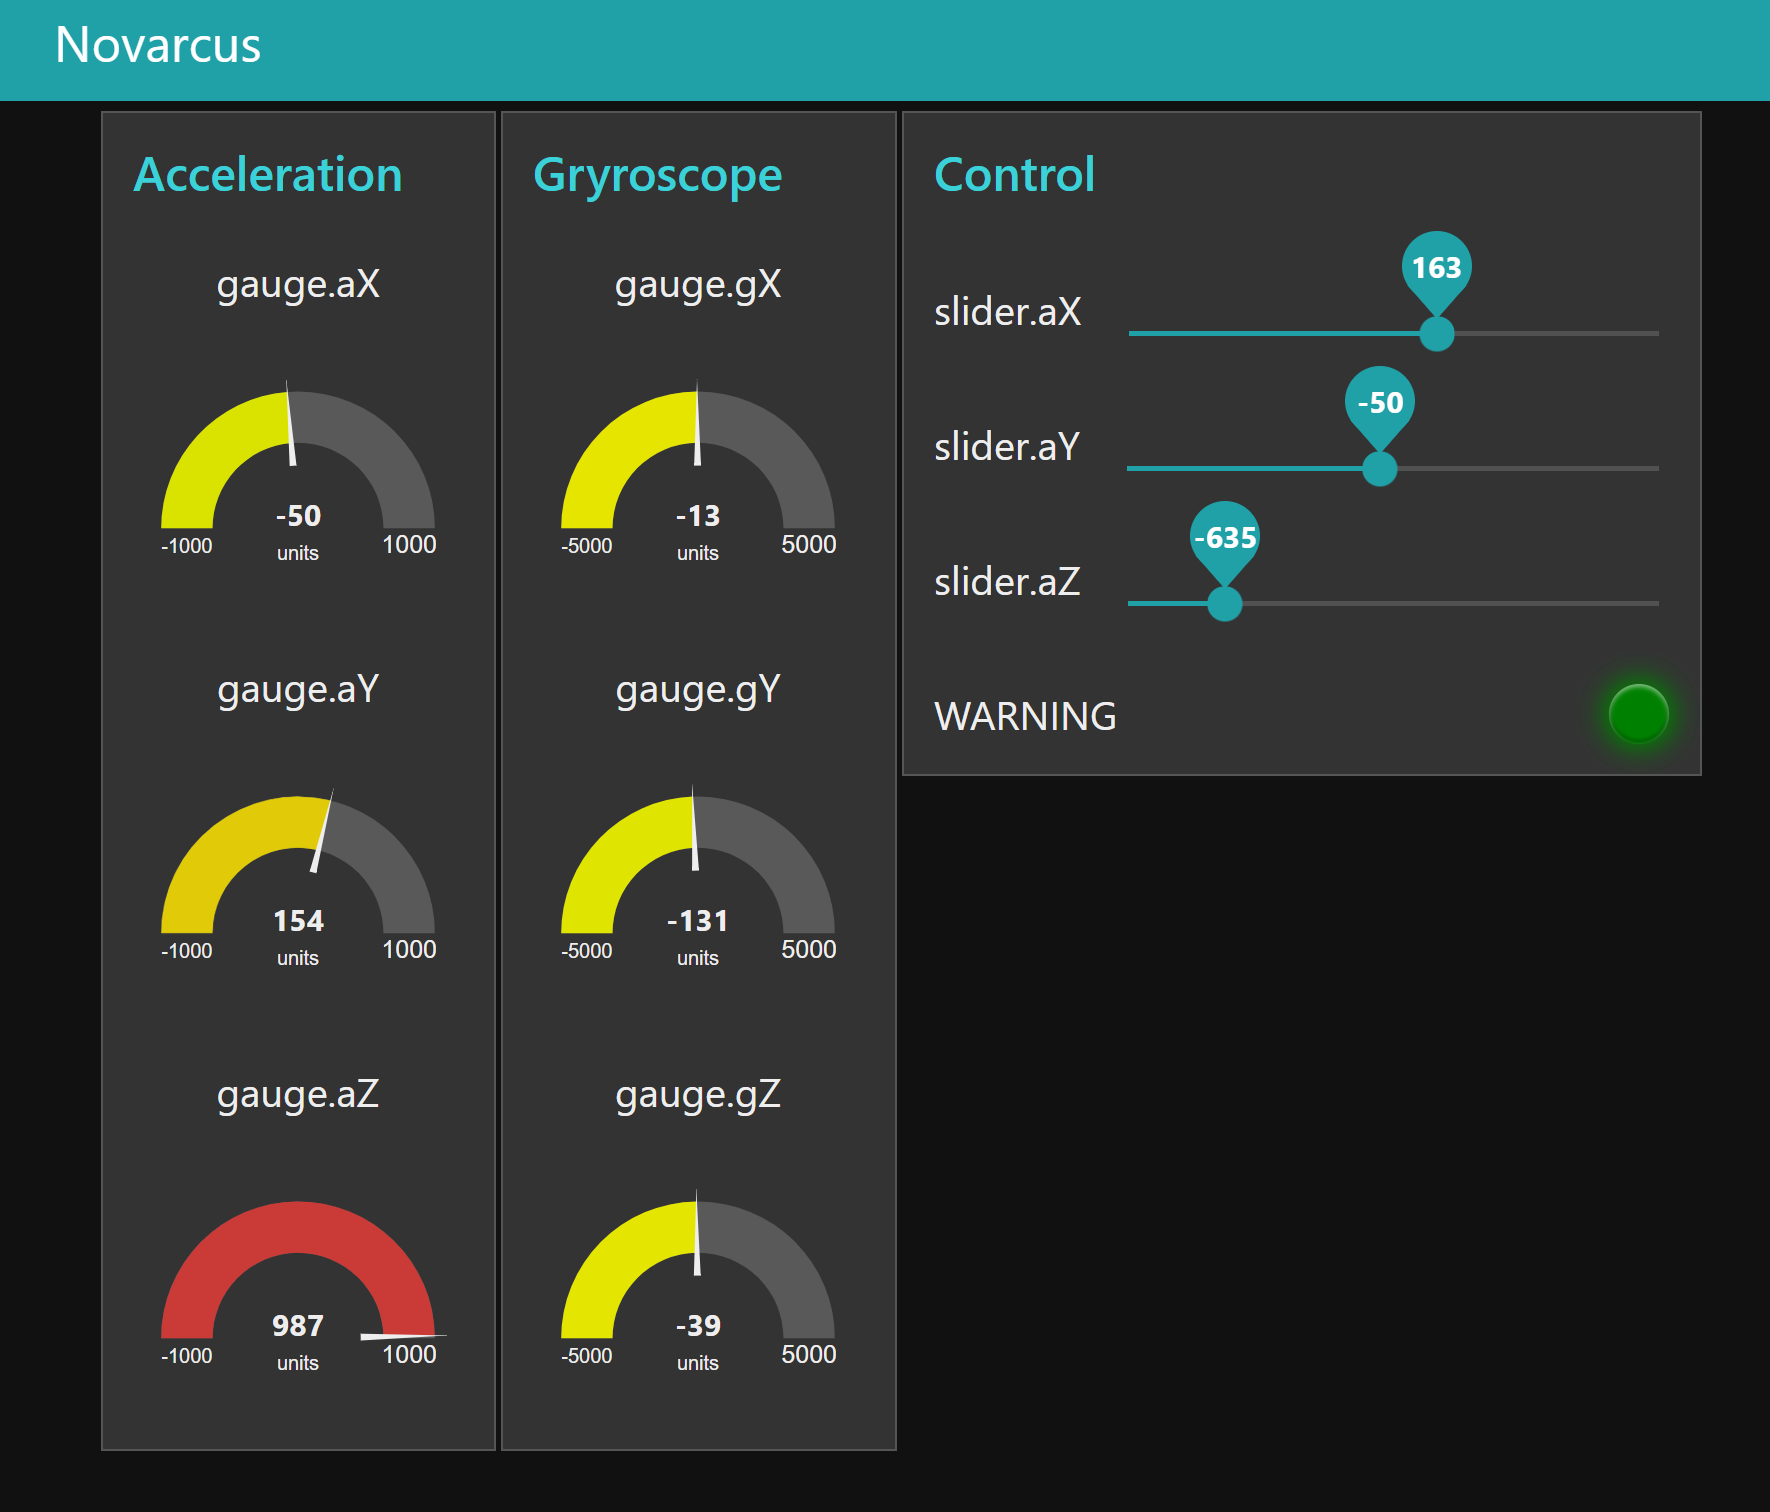 Novarcus
Acceleration
gauge.aX
-50
-1000
units
1000
gauge.aY
154
-1000
units
1000
gauge.aZ
987
-1000
units
1000
Gryroscope
gauge.gX
-13
-5000
units
5000
gauge.gY
-131
-5000
units
5000
gauge.gZ
-39
-5000
units
5000
Control
163
slider.aX
-50
slider.aY
-635
slider.aZ
WARNING